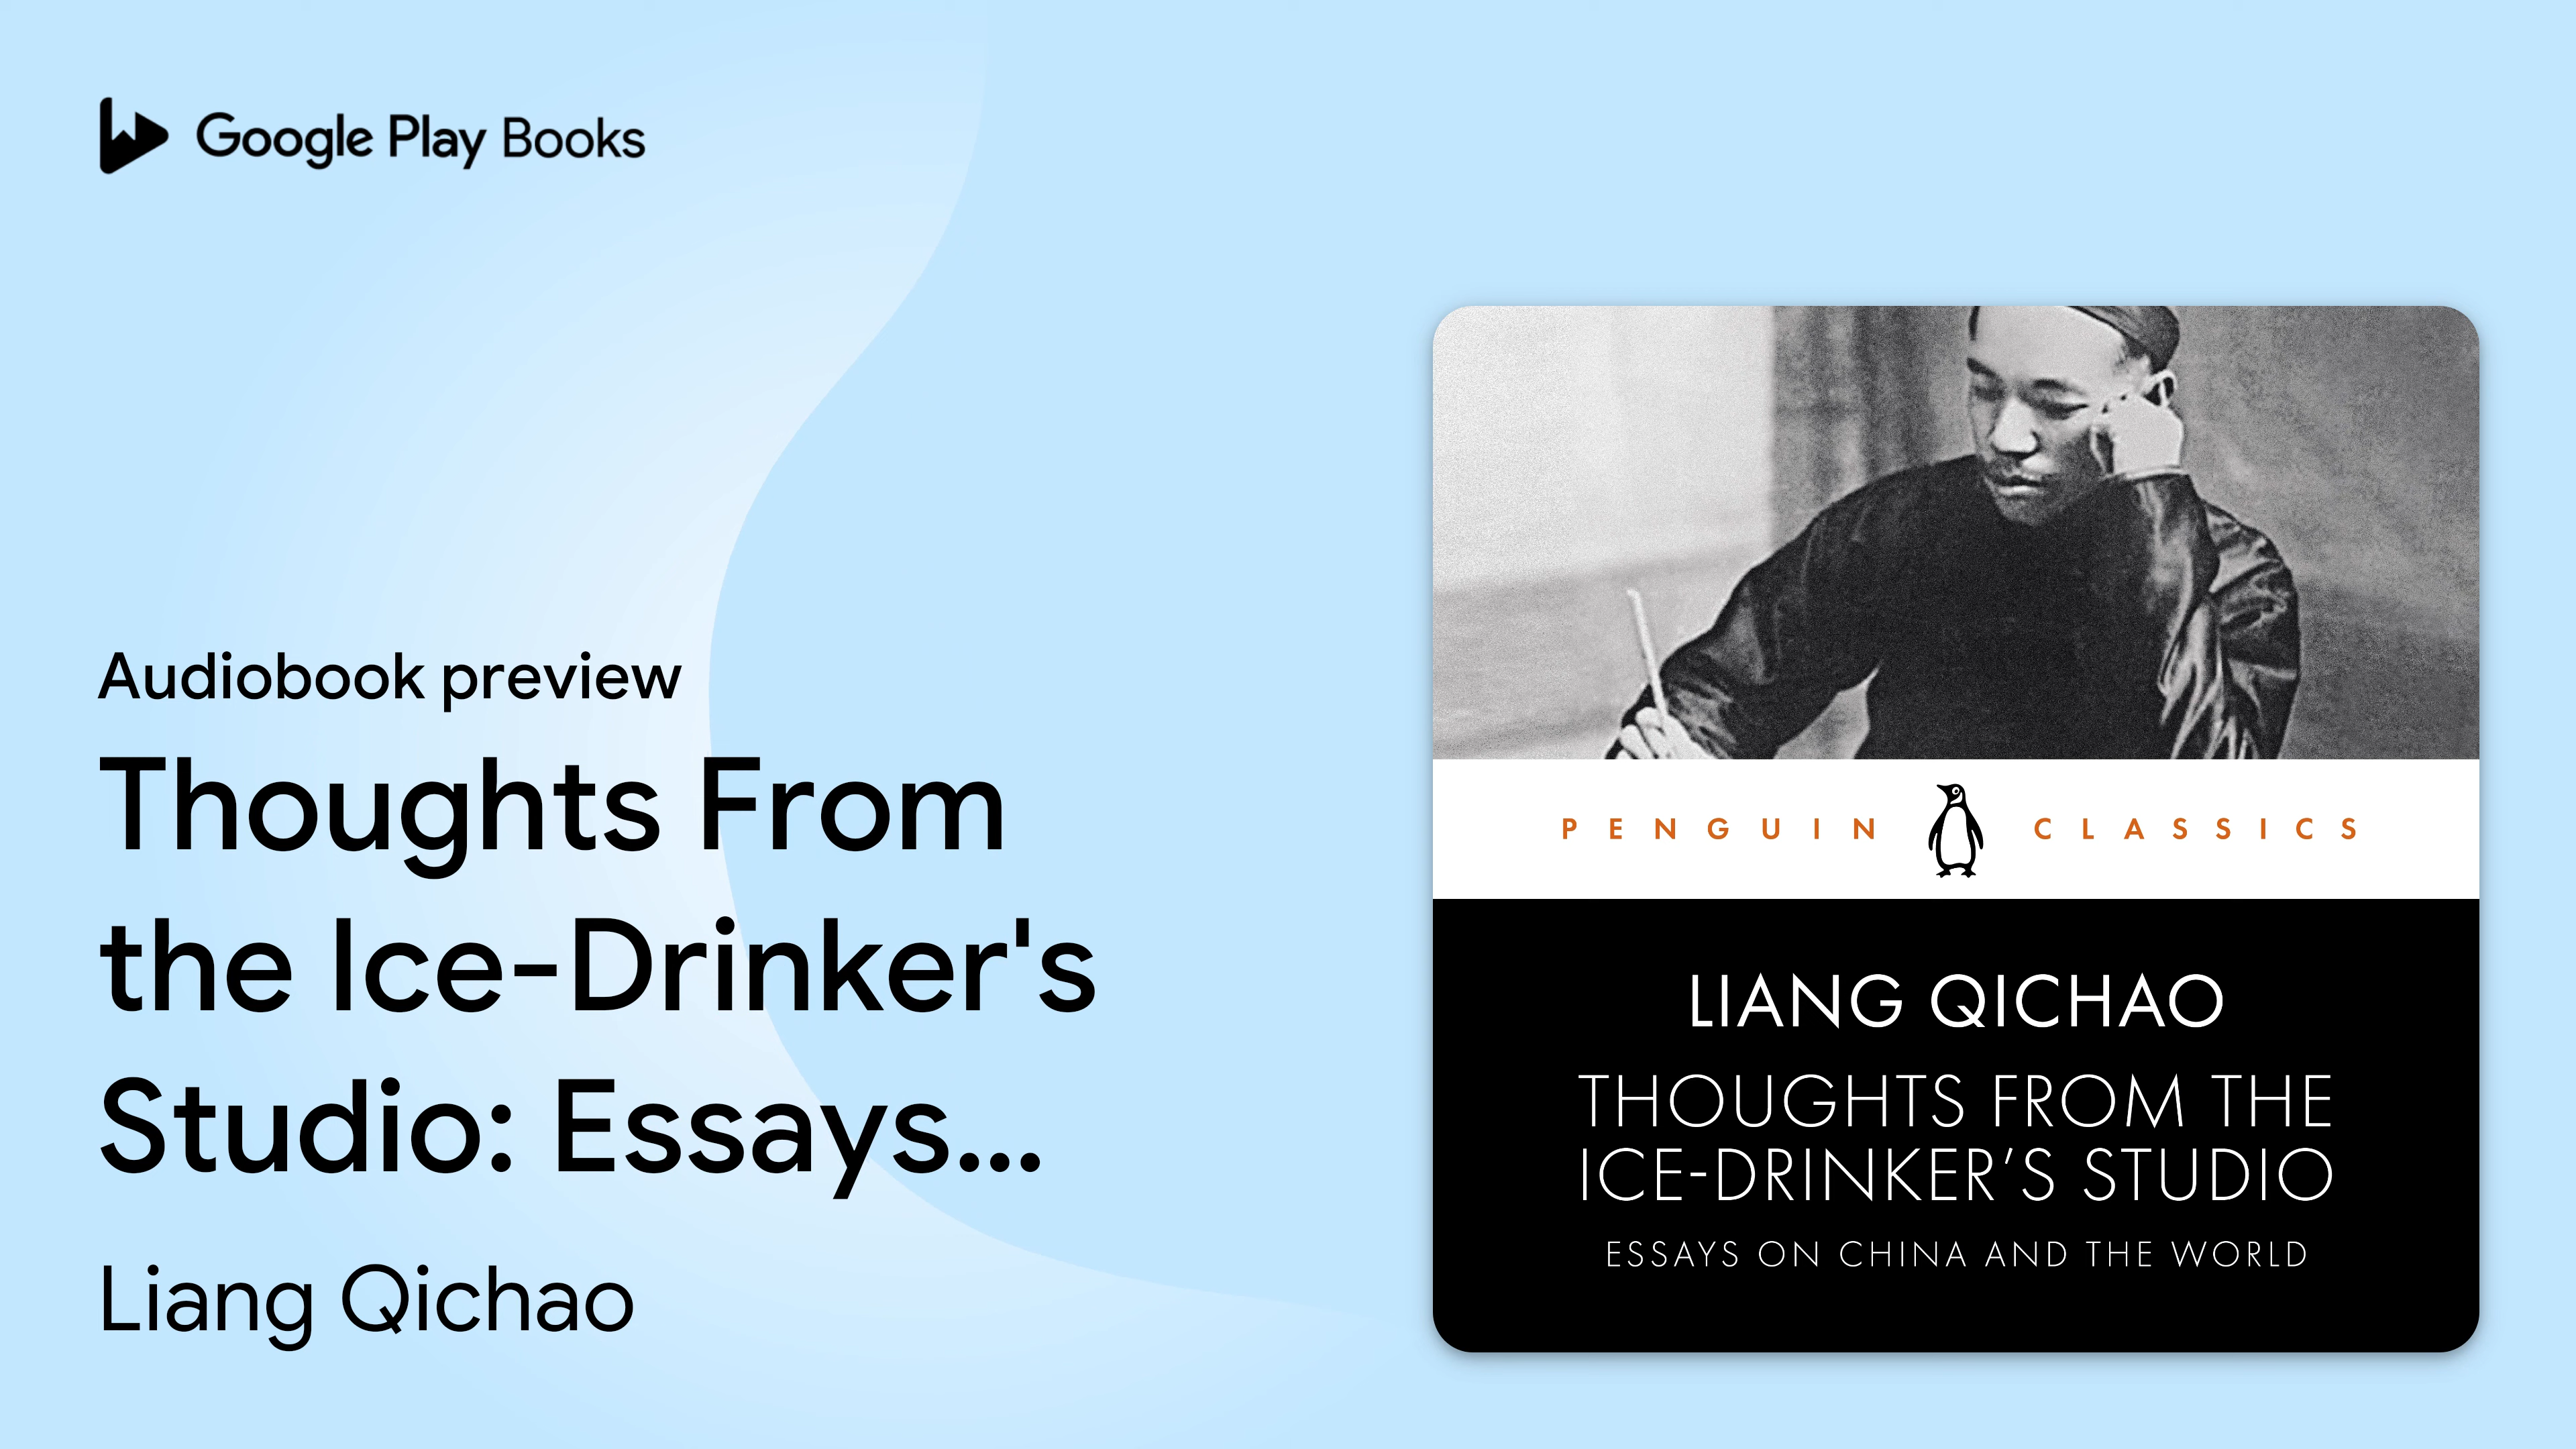 Google Play Books
Audiobook preview
Thoughts From
the Ice-Drinker's
Studio: Essays...
Liang Qichao
PENGUIN CLASSICS
LIANG QICHAO
THOUGHTS FROM THE
ICE-DRINKER’S STUDIO
ESSAYS ON CHINA AND THE WORLD